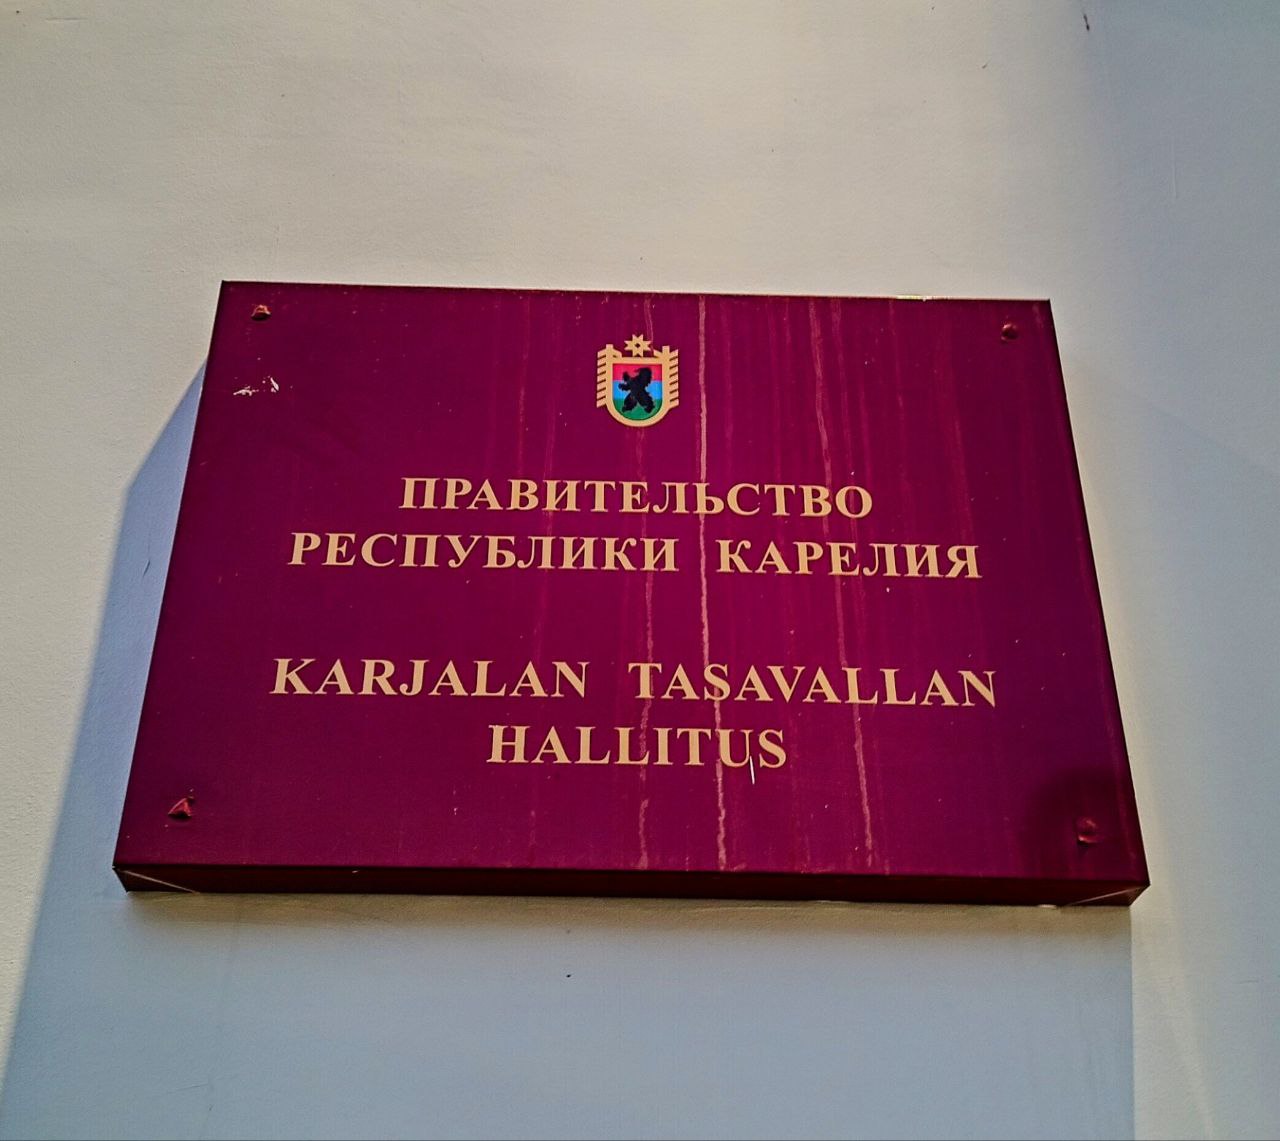 ПРАВИТЕЛЬСТВО
РЕСПУБЛИКИ КАРЕЛИЯ
KARJALAN TASAVALLAN
HALLITUS